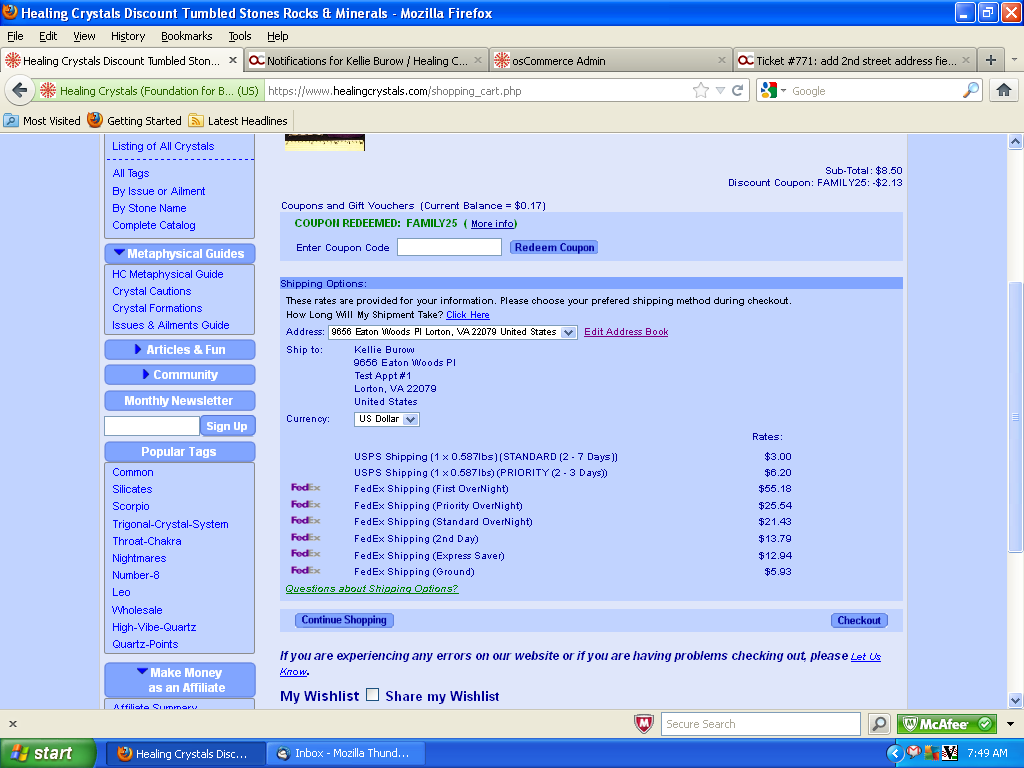 Healing Crystals Discount Tumbled Stones Rocks & Minerals - Mozilla Firefox
File Edit View History Bookmarks Tools Help
Healing Crystals Discount Tumbled Ston... Notifications for Kellie Burow / Healing C... osCommerce Admin Ticket #771: add 2nd street address fie...
Healing Crystals (Foundation for B... (US) https://www.healingcrystals.com/shopping_cart.php Google
Most Visited Getting Started Latest Headlines
Listing of All Crystals
All Tags
By Issue or Ailment
By Stone Name
Complete Catalog
Metaphysical Guides
HC Metaphysical Guide
Crystal Cautions
Crystal Formations
Issues & Ailments Guide
Articles & Fun
Community
Monthly Newsletter
Sign Up
Popular Tags
Common
Silicates
Scorpio
Trigonal-Crystal-System
Throat-Chakra
Nightmares
Number-8
Leo
Wholesale
High-Vibe-Quartz
Quartz-Points
Make Money
as an Affiliate
Affiliate Summary
Sub-Total: $8.50
Discount Coupon: FAMILY25: -$2.13
Coupons and Gift Vouchers (Current Balance = $0.17)
COUPON REDEEMED: FAMILY25 ( More info)
Enter Coupon Code Redeem Coupon
Shipping Options:
These rates are provided for your information. Please choose your prefered shipping method during checkout.
How Long Will My Shipment Take? Click Here
Address: 9656 Eaton Woods Pl Lorton, VA 22079 United States Edit Address Book
Ship to: Kellie Burow
9656 Eaton Woods Pl
Test Appt #1
Lorton, VA 22079
United States
Currency: US Dollar
Rates:
USPS Shipping (1 x 0.587lbs) (STANDARD (2 - 7 Days)) $3.00
USPS Shipping (1 x 0.587lbs) (PRIORITY (2 - 3 Days)) $6.20
FedEx FedEx Shipping (First OverNight) $55.18
FedEx FedEx Shipping (Priority OverNight) $25.54
FedEx FedEx Shipping (Standard OverNight) $21.43
FedEx FedEx Shipping (2nd Day) $13.79
FedEx FedEx Shipping (Express Saver) $12.94
FedEx FedEx Shipping (Ground) $5.93
Questions about Shipping Options?
Continue Shopping Checkout
If you are experiencing any errors on our website or if you are having problems checking out, please Let Us
Know.
My Wishlist Share my Wishlist
Secure Search McAfee
start Healing Crystals Disc... Inbox - Mozilla Thund... 7:49 AM